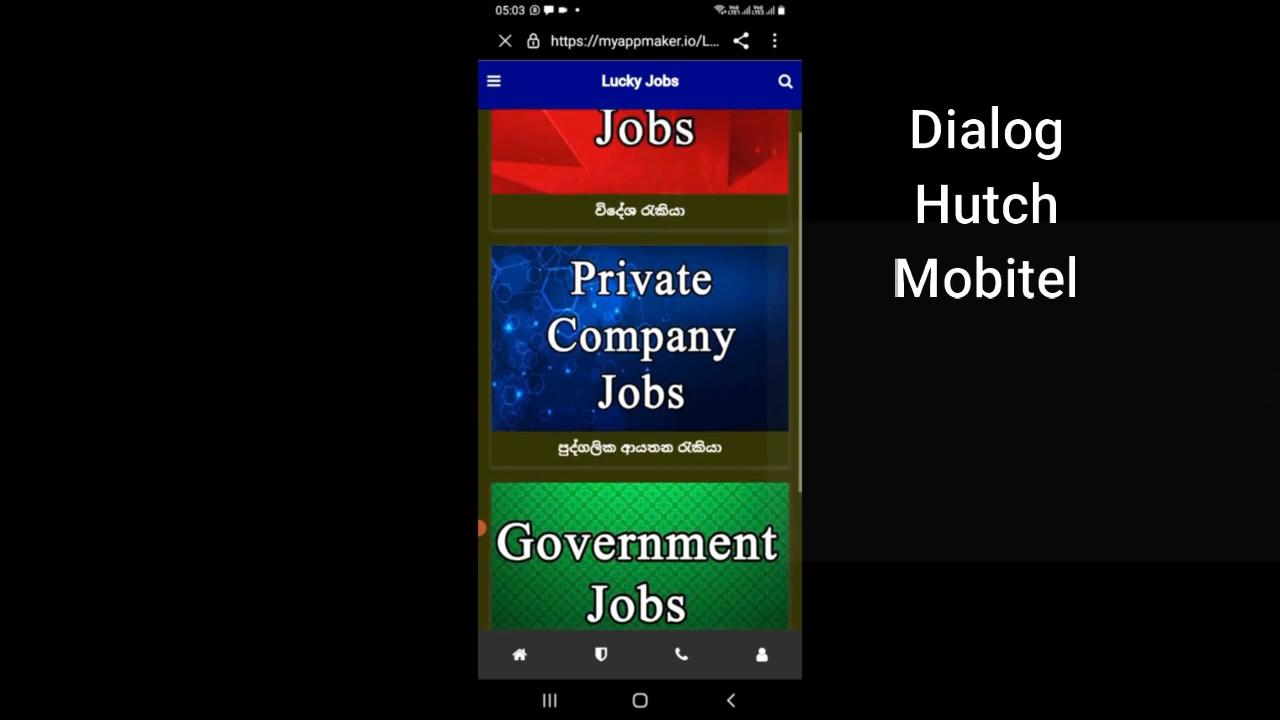 05:03
https://myappmaker.io/L...
Lucky Jobs
Jobs
විදේශ රැකියා
Private
Company
Jobs
පුද්ගලික ආයතන රැකියා
Government
Jobs
Dialog
Hutch
Mobitel